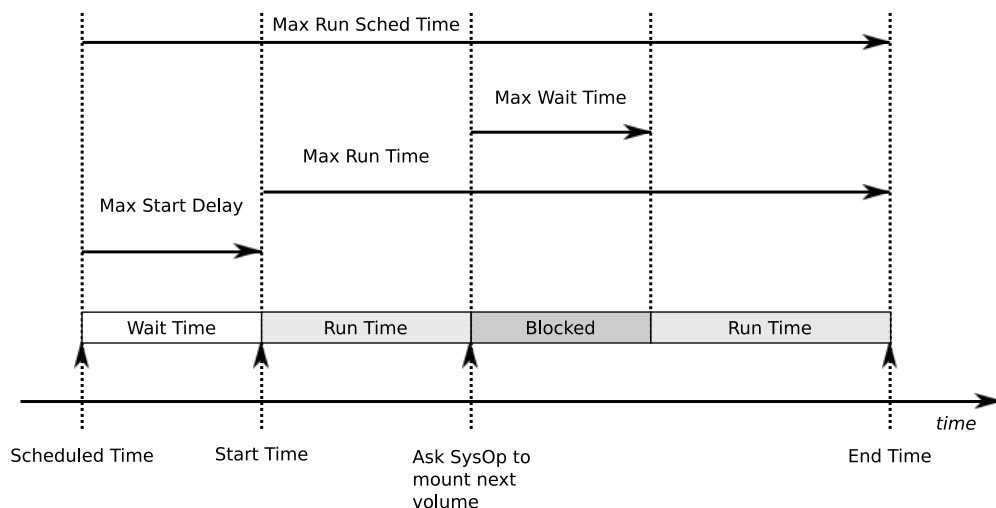 Max Run Sched Time
Max Wait Time
Max Run Time
Max Start Delay
Wait Time
Run Time
Blocked
Run Time
time
Scheduled Time
Start Time
Ask SysOp to
mount next
volume
End Time